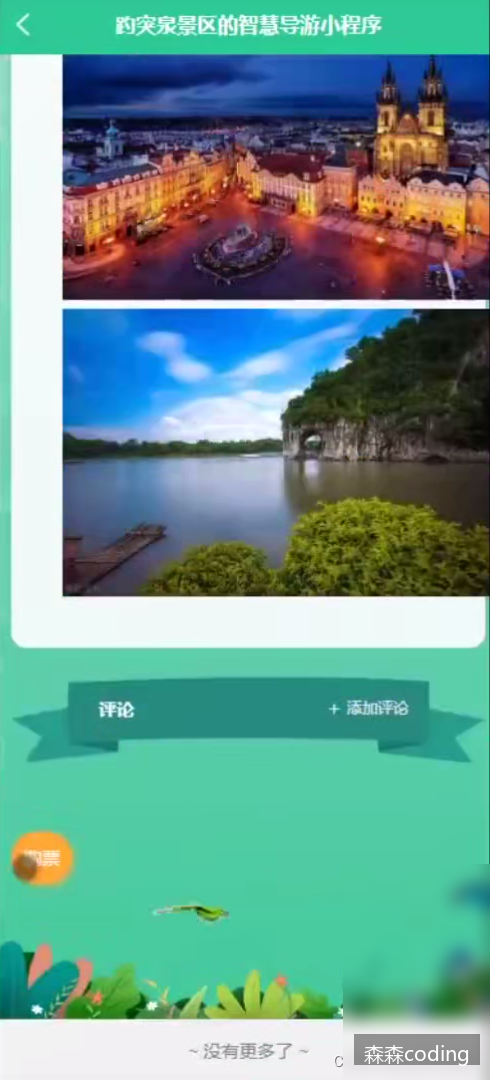 趵突泉景区的智慧导游小程序
评论
+ 添加评论
购票
~ 没有更多了 ~
森森coding